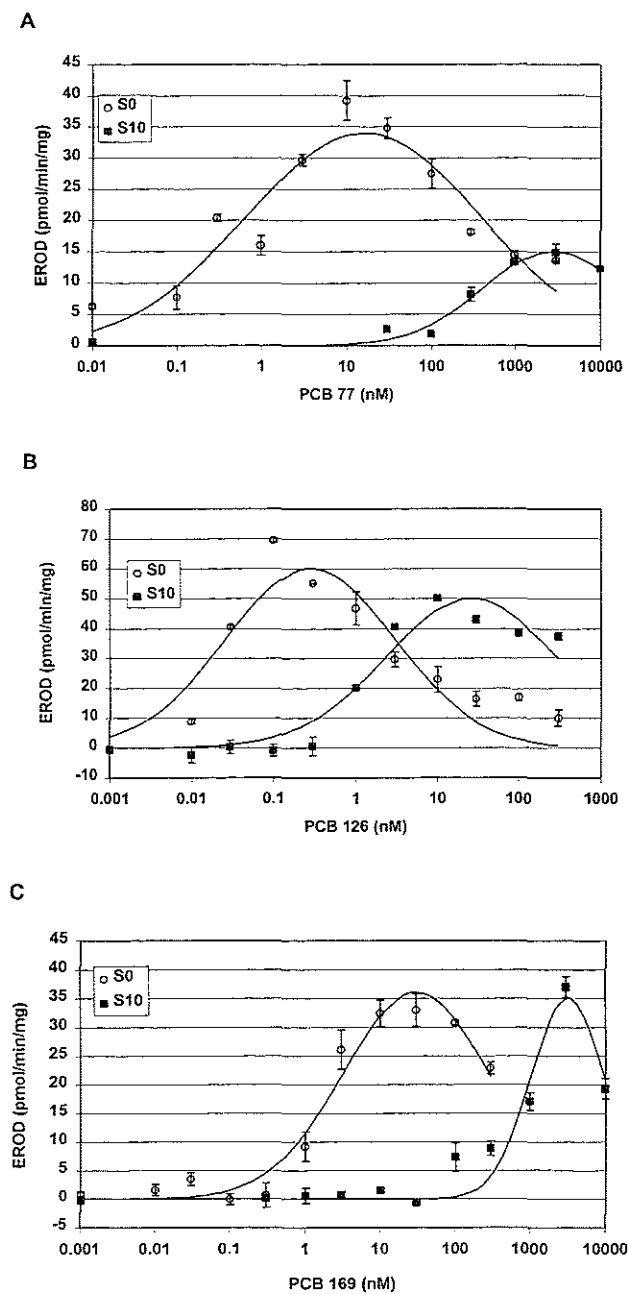 A
45
40
35
30
25
20
15
10
5
0
EROD (pmol/min/mg)
S0
S10
0.01 0.1 1 10 100 1000 10000
PCB 77 (nM)
B
80
70
60
50
40
30
20
10
0
-10
EROD (pmol/min/mg)
S0
S10
0.001 0.01 0.1 1 10 100 1000
PCB 126 (nM)
C
45
40
35
30
25
20
15
10
5
0
-5
EROD (pmol/min/mg)
S0
S10
0.001 0.01 0.1 1 10 100 1000 10000
PCB 169 (nM)